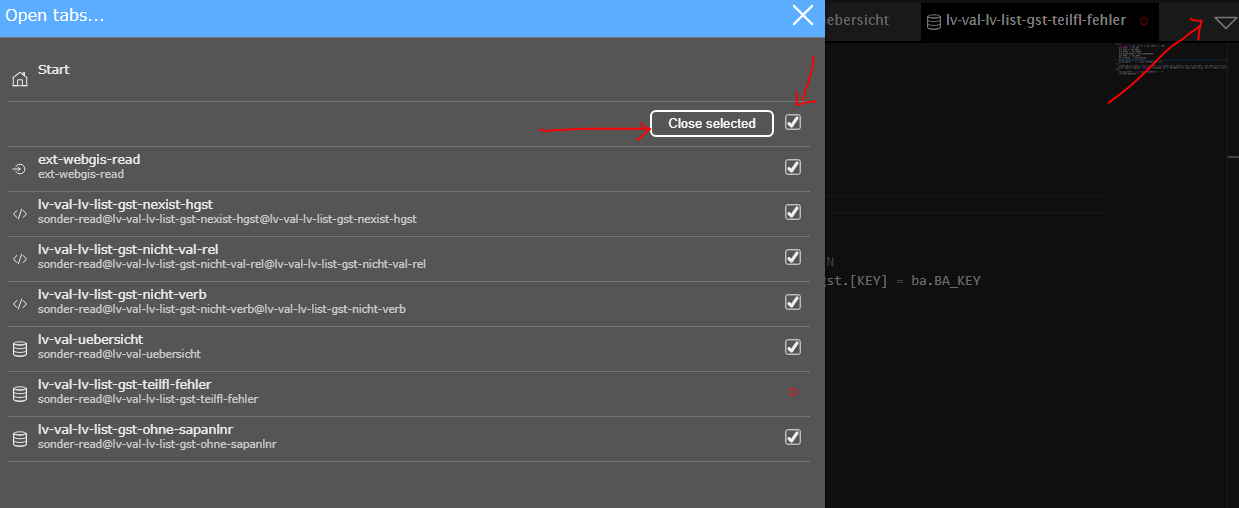 Open tabs...
ebersicht
lv-val-lv-list-gst-teilfl-fehler
Start
Close selected
ext-webgis-read
ext-webgis-read
lv-val-lv-list-gst-nexist-hgst
sonder-read@lv-val-lv-list-gst-nexist-hgst@lv-val-lv-list-gst-nexist-hgst
lv-val-lv-list-gst-nicht-val-rel
sonder-read@lv-val-lv-list-gst-nicht-val-rel@lv-val-lv-list-gst-nicht-val-rel
N
gst.[KEY] = ba.BA_KEY
lv-val-lv-list-gst-nicht-verb
sonder-read@lv-val-lv-list-gst-nicht-verb@lv-val-lv-list-gst-nicht-verb
lv-val-uebersicht
sonder-read@lv-val-uebersicht
lv-val-lv-list-gst-teilfl-fehler
sonder-read@lv-val-lv-list-gst-teilfl-fehler
lv-val-lv-list-gst-ohne-sapanlnr
sonder-read@lv-val-lv-list-gst-ohne-sapanlnr